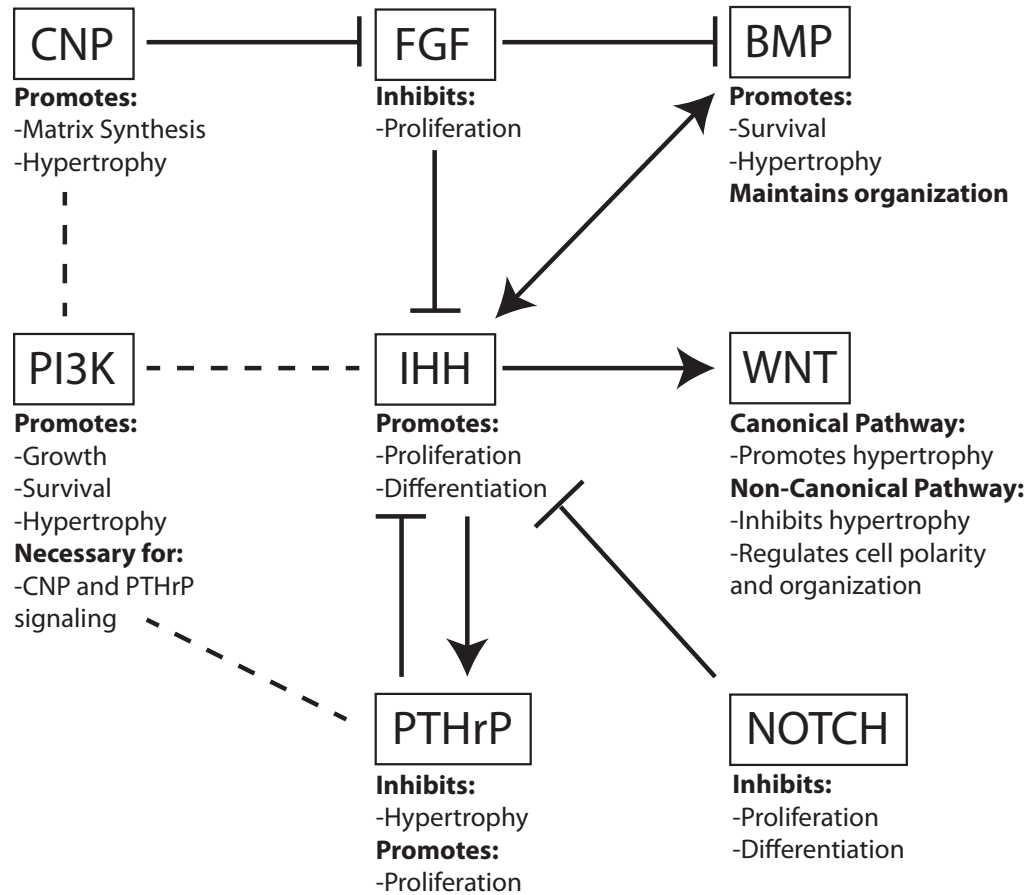 CNP
Promotes:
-Matrix Synthesis
-Hypertrophy
FGF
Inhibits:
-Proliferation
BMP
Promotes:
-Survival
-Hypertrophy
Maintains organization
PI3K
Promotes:
-Growth
-Survival
-Hypertrophy
Necessary for:
-CNP and PTHrP
signaling
IHH
Promotes:
-Proliferation
-Differentiation
WNT
Canonical Pathway:
-Promotes hypertrophy
Non-Canonical Pathway:
-Inhibits hypertrophy
-Regulates cell polarity
and organization
PTHrP
Inhibits:
-Hypertrophy
Promotes:
-Proliferation
NOTCH
Inhibits:
-Proliferation
-Differentiation